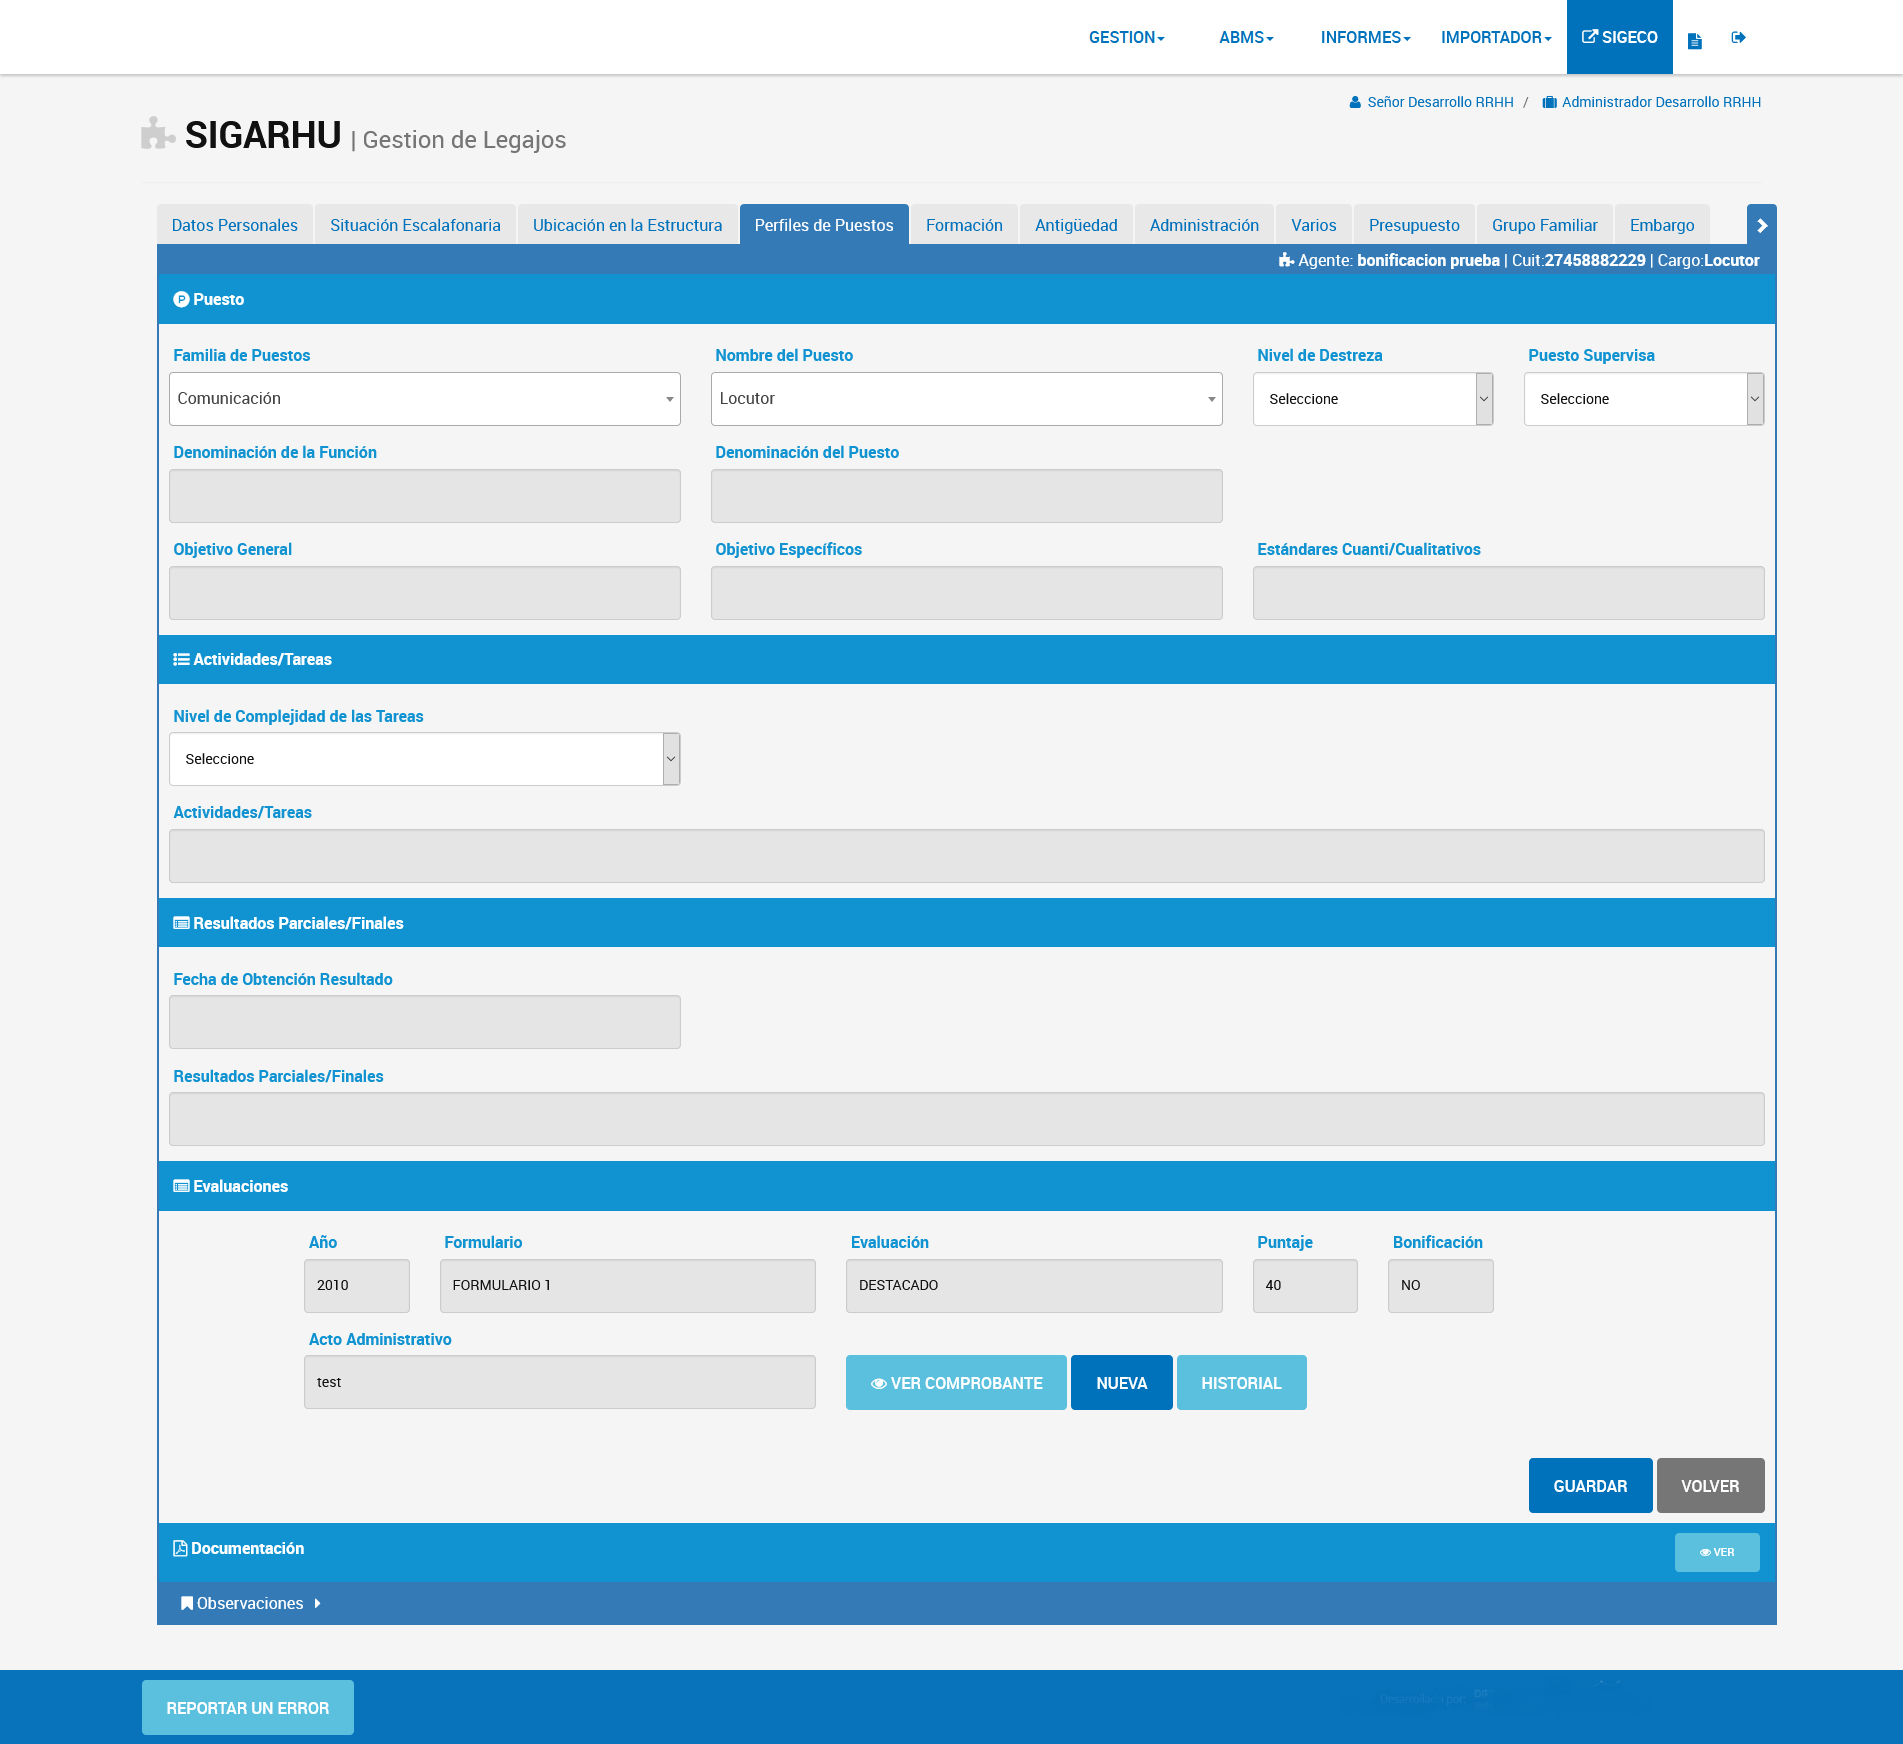 GESTION ABMS INFORMES IMPORTADOR SIGECO
Señor Desarrollo RRHH / Administrador Desarrollo RRHH
SIGARHU | Gestion de Legajos
Datos Personales Situación Escalafonaria Ubicación en la Estructura Perfiles de Puestos Formación Antigüedad Administración Varios Presupuesto Grupo Familiar Embargo
Agente: bonificacion prueba | Cuit:27458882229 | Cargo:Locutor
Puesto
Familia de Puestos Nombre del Puesto Nivel de Destreza Puesto Supervisa
Comunicación Locutor Seleccione Seleccione
Denominación de la Función Denominación del Puesto
Objetivo General Objetivo Específicos Estándares Cuanti/Cualitativos
Actividades/Tareas
Nivel de Complejidad de las Tareas
Seleccione
Actividades/Tareas
Resultados Parciales/Finales
Fecha de Obtención Resultado
Resultados Parciales/Finales
Evaluaciones
Año Formulario Evaluación Puntaje Bonificación
2010 FORMULARIO 1 DESTACADO 40 NO
Acto Administrativo
test VER COMPROBANTE NUEVA HISTORIAL
GUARDAR VOLVER
Documentación VER
Observaciones
REPORTAR UN ERROR